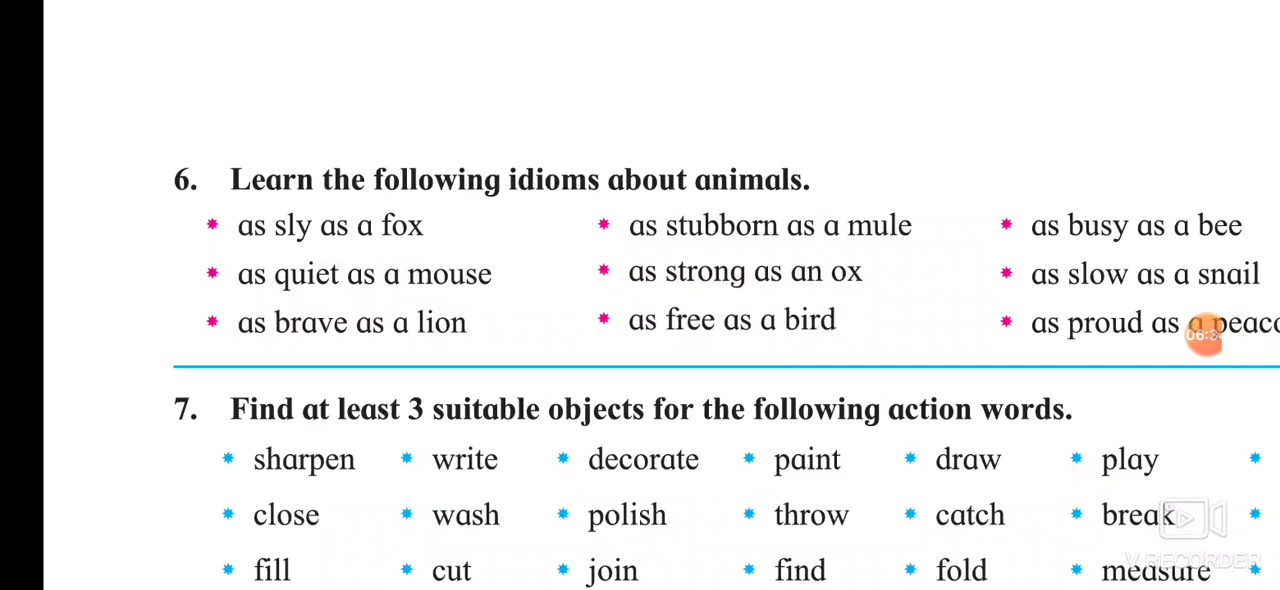 6. Learn the following idioms about animals.
* as sly as a fox * as stubborn as a mule * as busy as a bee
* as quiet as a mouse * as strong as an ox * as slow as a snail
* as brave as a lion * as free as a bird * as proud as a peac
7. Find at least 3 suitable objects for the following action words.
* sharpen * write * decorate * paint * draw * play *
* close * wash * polish * throw * catch * break *
* fill * cut * join * find * fold * measure *
V RECORDER